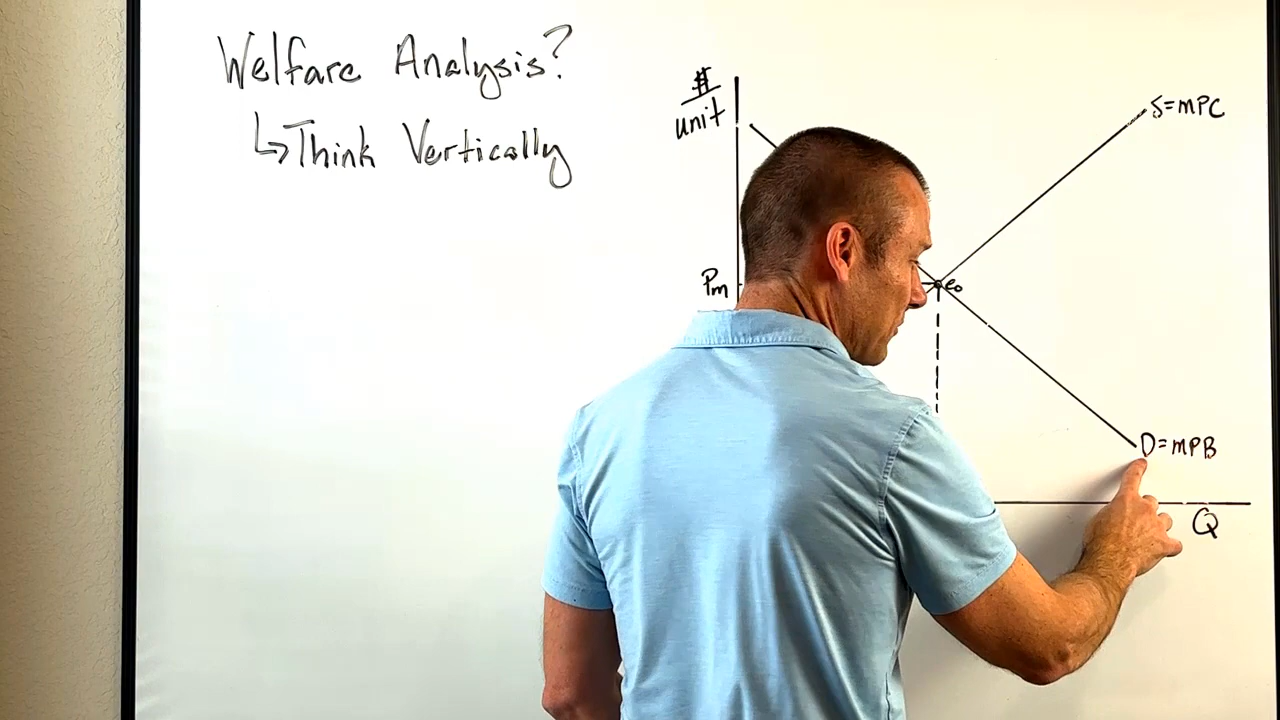 Welfare Analysis?
↳Think Vertically
$
unit
S=MPC
Pm
e₀
D=MPB
Q